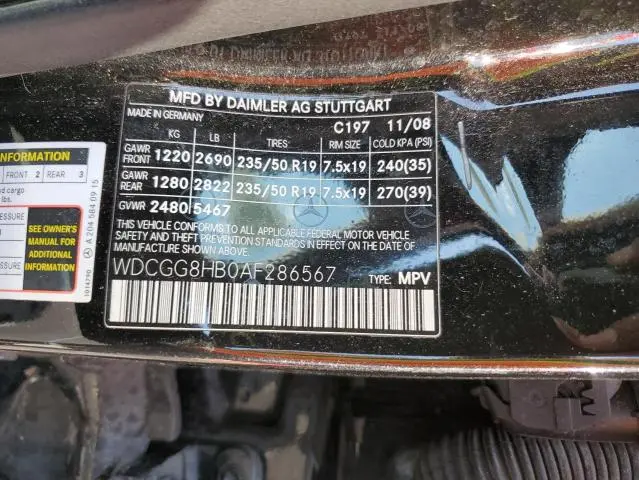 MFD BY DAIMLER AG STUTTGART
MADE IN GERMANY C197 11/08
KG LB TIRES RIM SIZE COLD KPA (PSI)
GAWR FRONT 1220 2690 235/50 R19 7.5x19 240(35)
GAWR REAR 1280 2822 235/50 R19 7.5x19 270(39)
GVWR 2480 5467
THIS VEHICLE CONFORMS TO ALL APPLICABLE FEDERAL MOTOR VEHICLE
SAFETY, BUMPER, AND THEFT PREVENTION STANDARDS IN EFFECT
ON THE DATE OF MANUFACTURE SHOWN ABOVE.
WDCGG8HB0AF286567 TYPE: MPV
INFORMATION
FRONT 2 REAR 3
cargo
lbs.
PRESSURE
SEE OWNER'S
MANUAL FOR
ADDITIONAL
INFORMATION
A 204 584 09 15